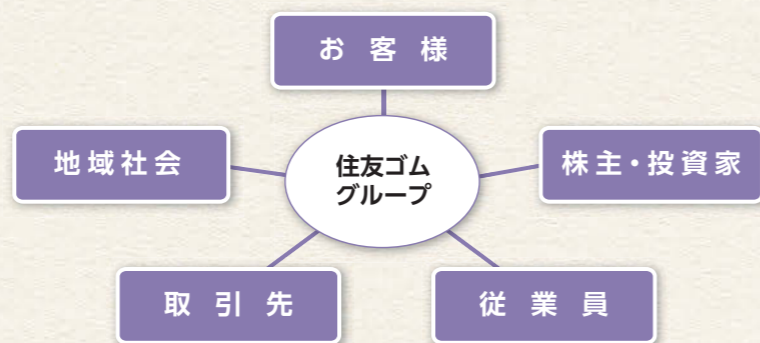 お客様
地域社会
住友ゴム
グループ
株主・投資家
取引先
従業員